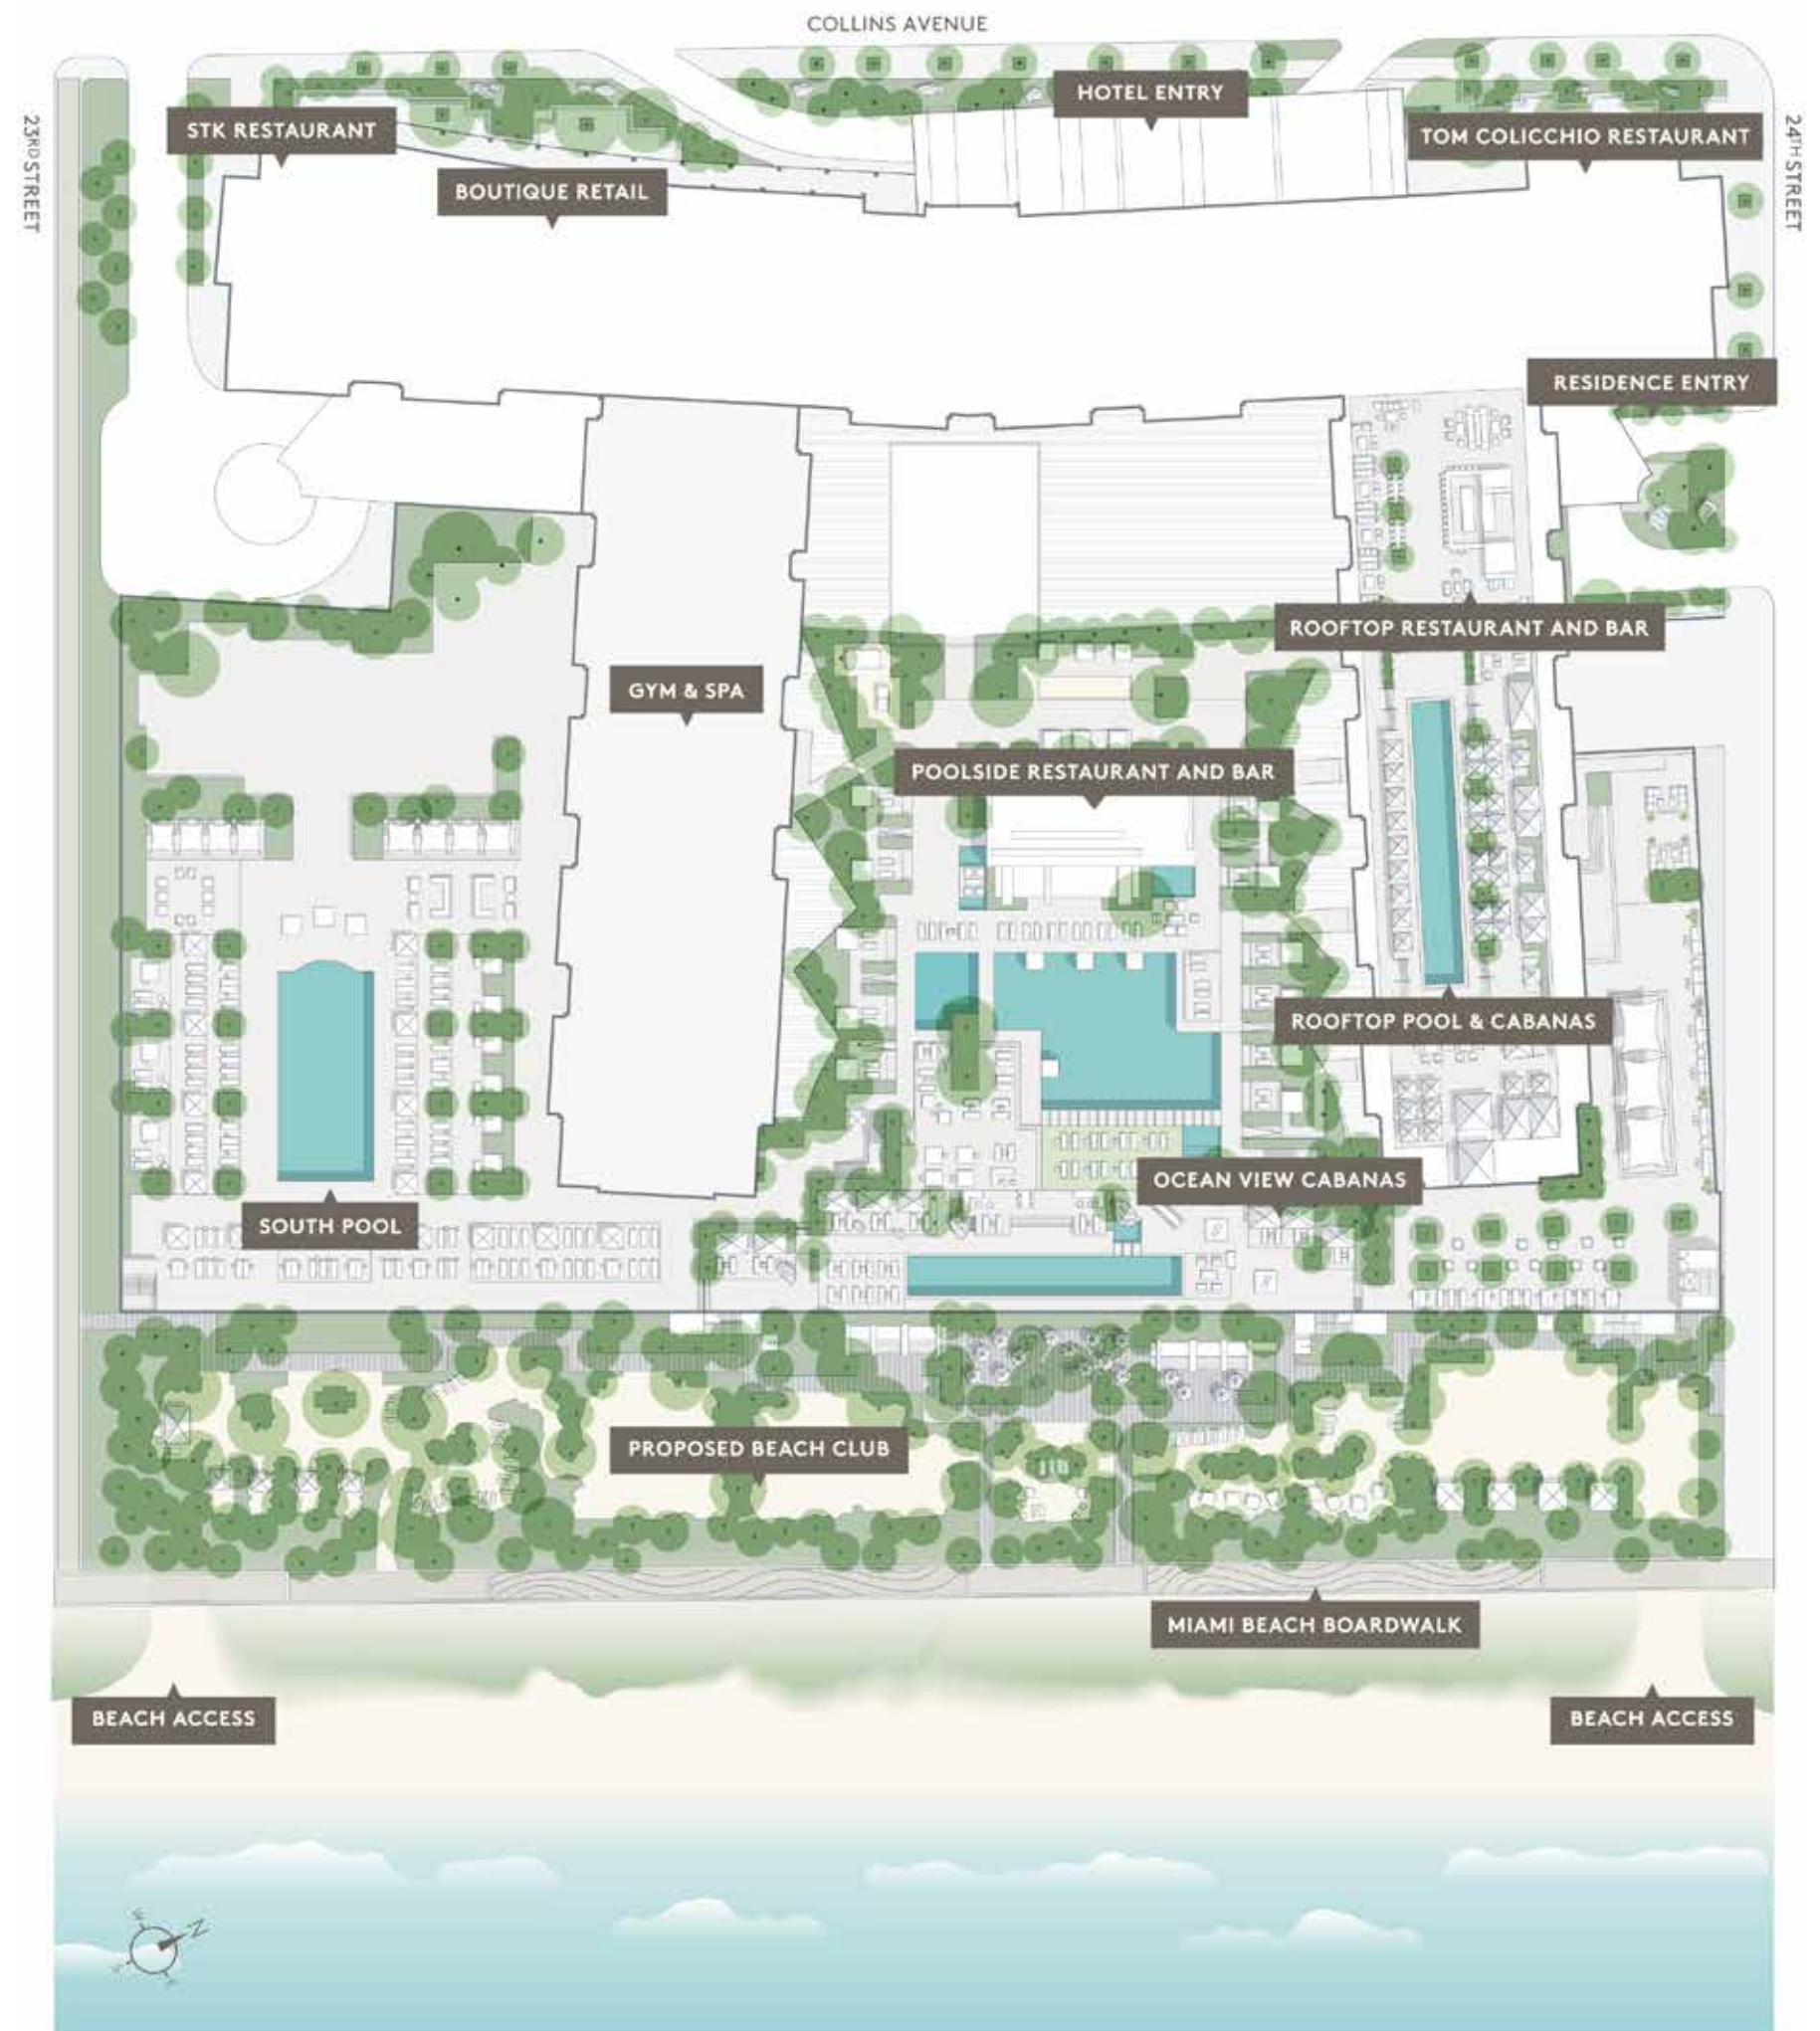 COLLINS AVENUE
HOTEL ENTRY
STK RESTAURANT
TOM COLICCHIO RESTAURANT
23RD STREET
24TH STREET
BOUTIQUE RETAIL
RESIDENCE ENTRY
ROOFTOP RESTAURANT AND BAR
GYM & SPA
POOLSIDE RESTAURANT AND BAR
ROOFTOP POOL & CABANAS
OCEAN VIEW CABANAS
SOUTH POOL
PROPOSED BEACH CLUB
MIAMI BEACH BOARDWALK
BEACH ACCESS
BEACH ACCESS
N